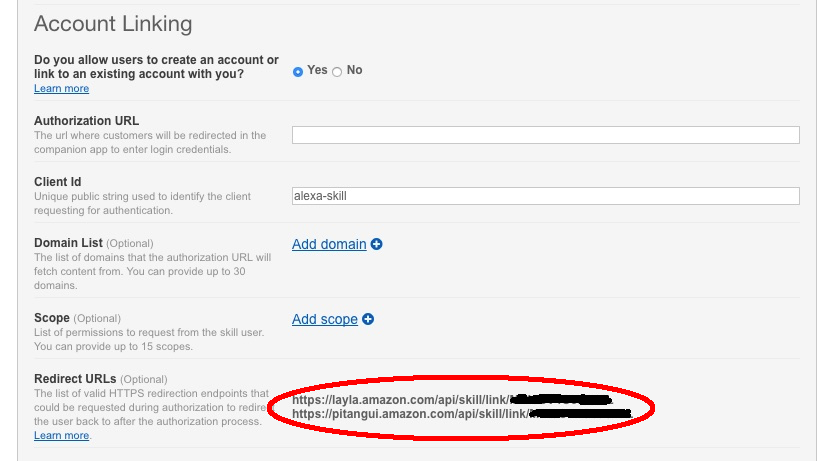 Account Linking
Do you allow users to create an account or
link to an existing account with you?
Yes No
Learn more
Authorization URL
The url where customers will be redirected in the
companion app to enter login credentials.
Client Id
Unique public string used to identify the client
requesting for authentication.
alexa-skill
Domain List (Optional)
Add domain
The list of domains that the authorization URL will
fetch content from. You can provide up to 30
domains.
Scope (Optional)
Add scope
List of permissions to request from the skill user.
You can provide up to 15 scopes.
Redirect URLs (Optional)
The list of valid HTTPS redirection endpoints that
could be requested during authorization to redire
the user back to after the authorization process.
Learn more.
https://layla.amazon.com/api/skill/link/
https://pitangui.amazon.com/api/skill/link/